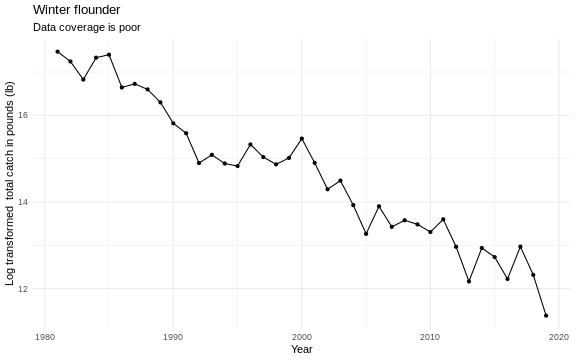 Winter flounder
Data coverage is poor
Log transformed  total catch in pounds (lb)
16
14
12
1980
1990
2000
2010
2020
Year